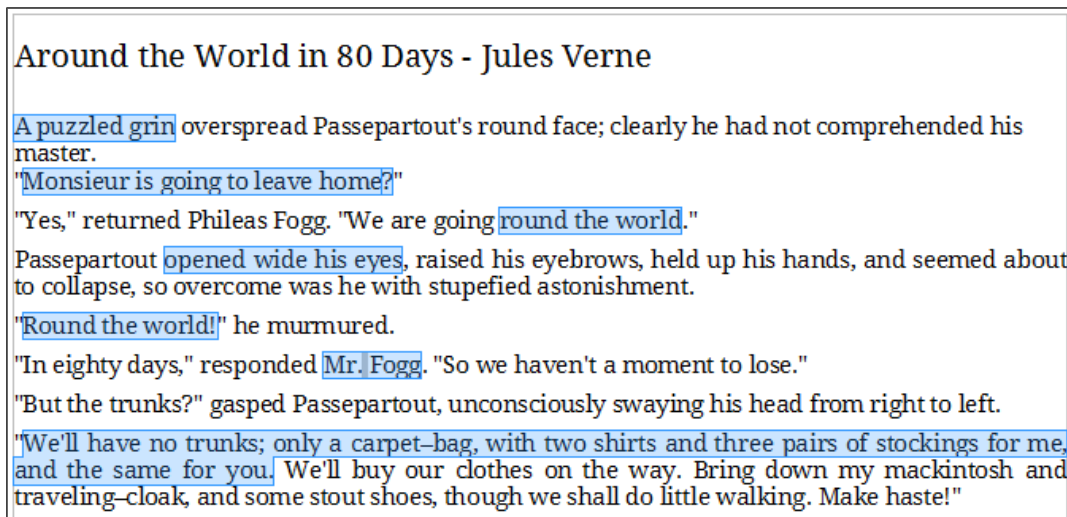 Around the World in 80 Days - Jules Verne
A puzzled grin overspread Passepartout's round face; clearly he had not comprehended his
master.
"Monsieur is going to leave home?"
"Yes," returned Phileas Fogg. "We are going round the world."
Passepartout opened wide his eyes, raised his eyebrows, held up his hands, and seemed about
to collapse, so overcome was he with stupefied astonishment.
"Round the world!" he murmured.
"In eighty days," responded Mr. Fogg. "So we haven't a moment to lose."
"But the trunks?" gasped Passepartout, unconsciously swaying his head from right to left.
"We'll have no trunks; only a carpet–bag, with two shirts and three pairs of stockings for me,
and the same for you. We'll buy our clothes on the way. Bring down my mackintosh and
traveling–cloak, and some stout shoes, though we shall do little walking. Make haste!"